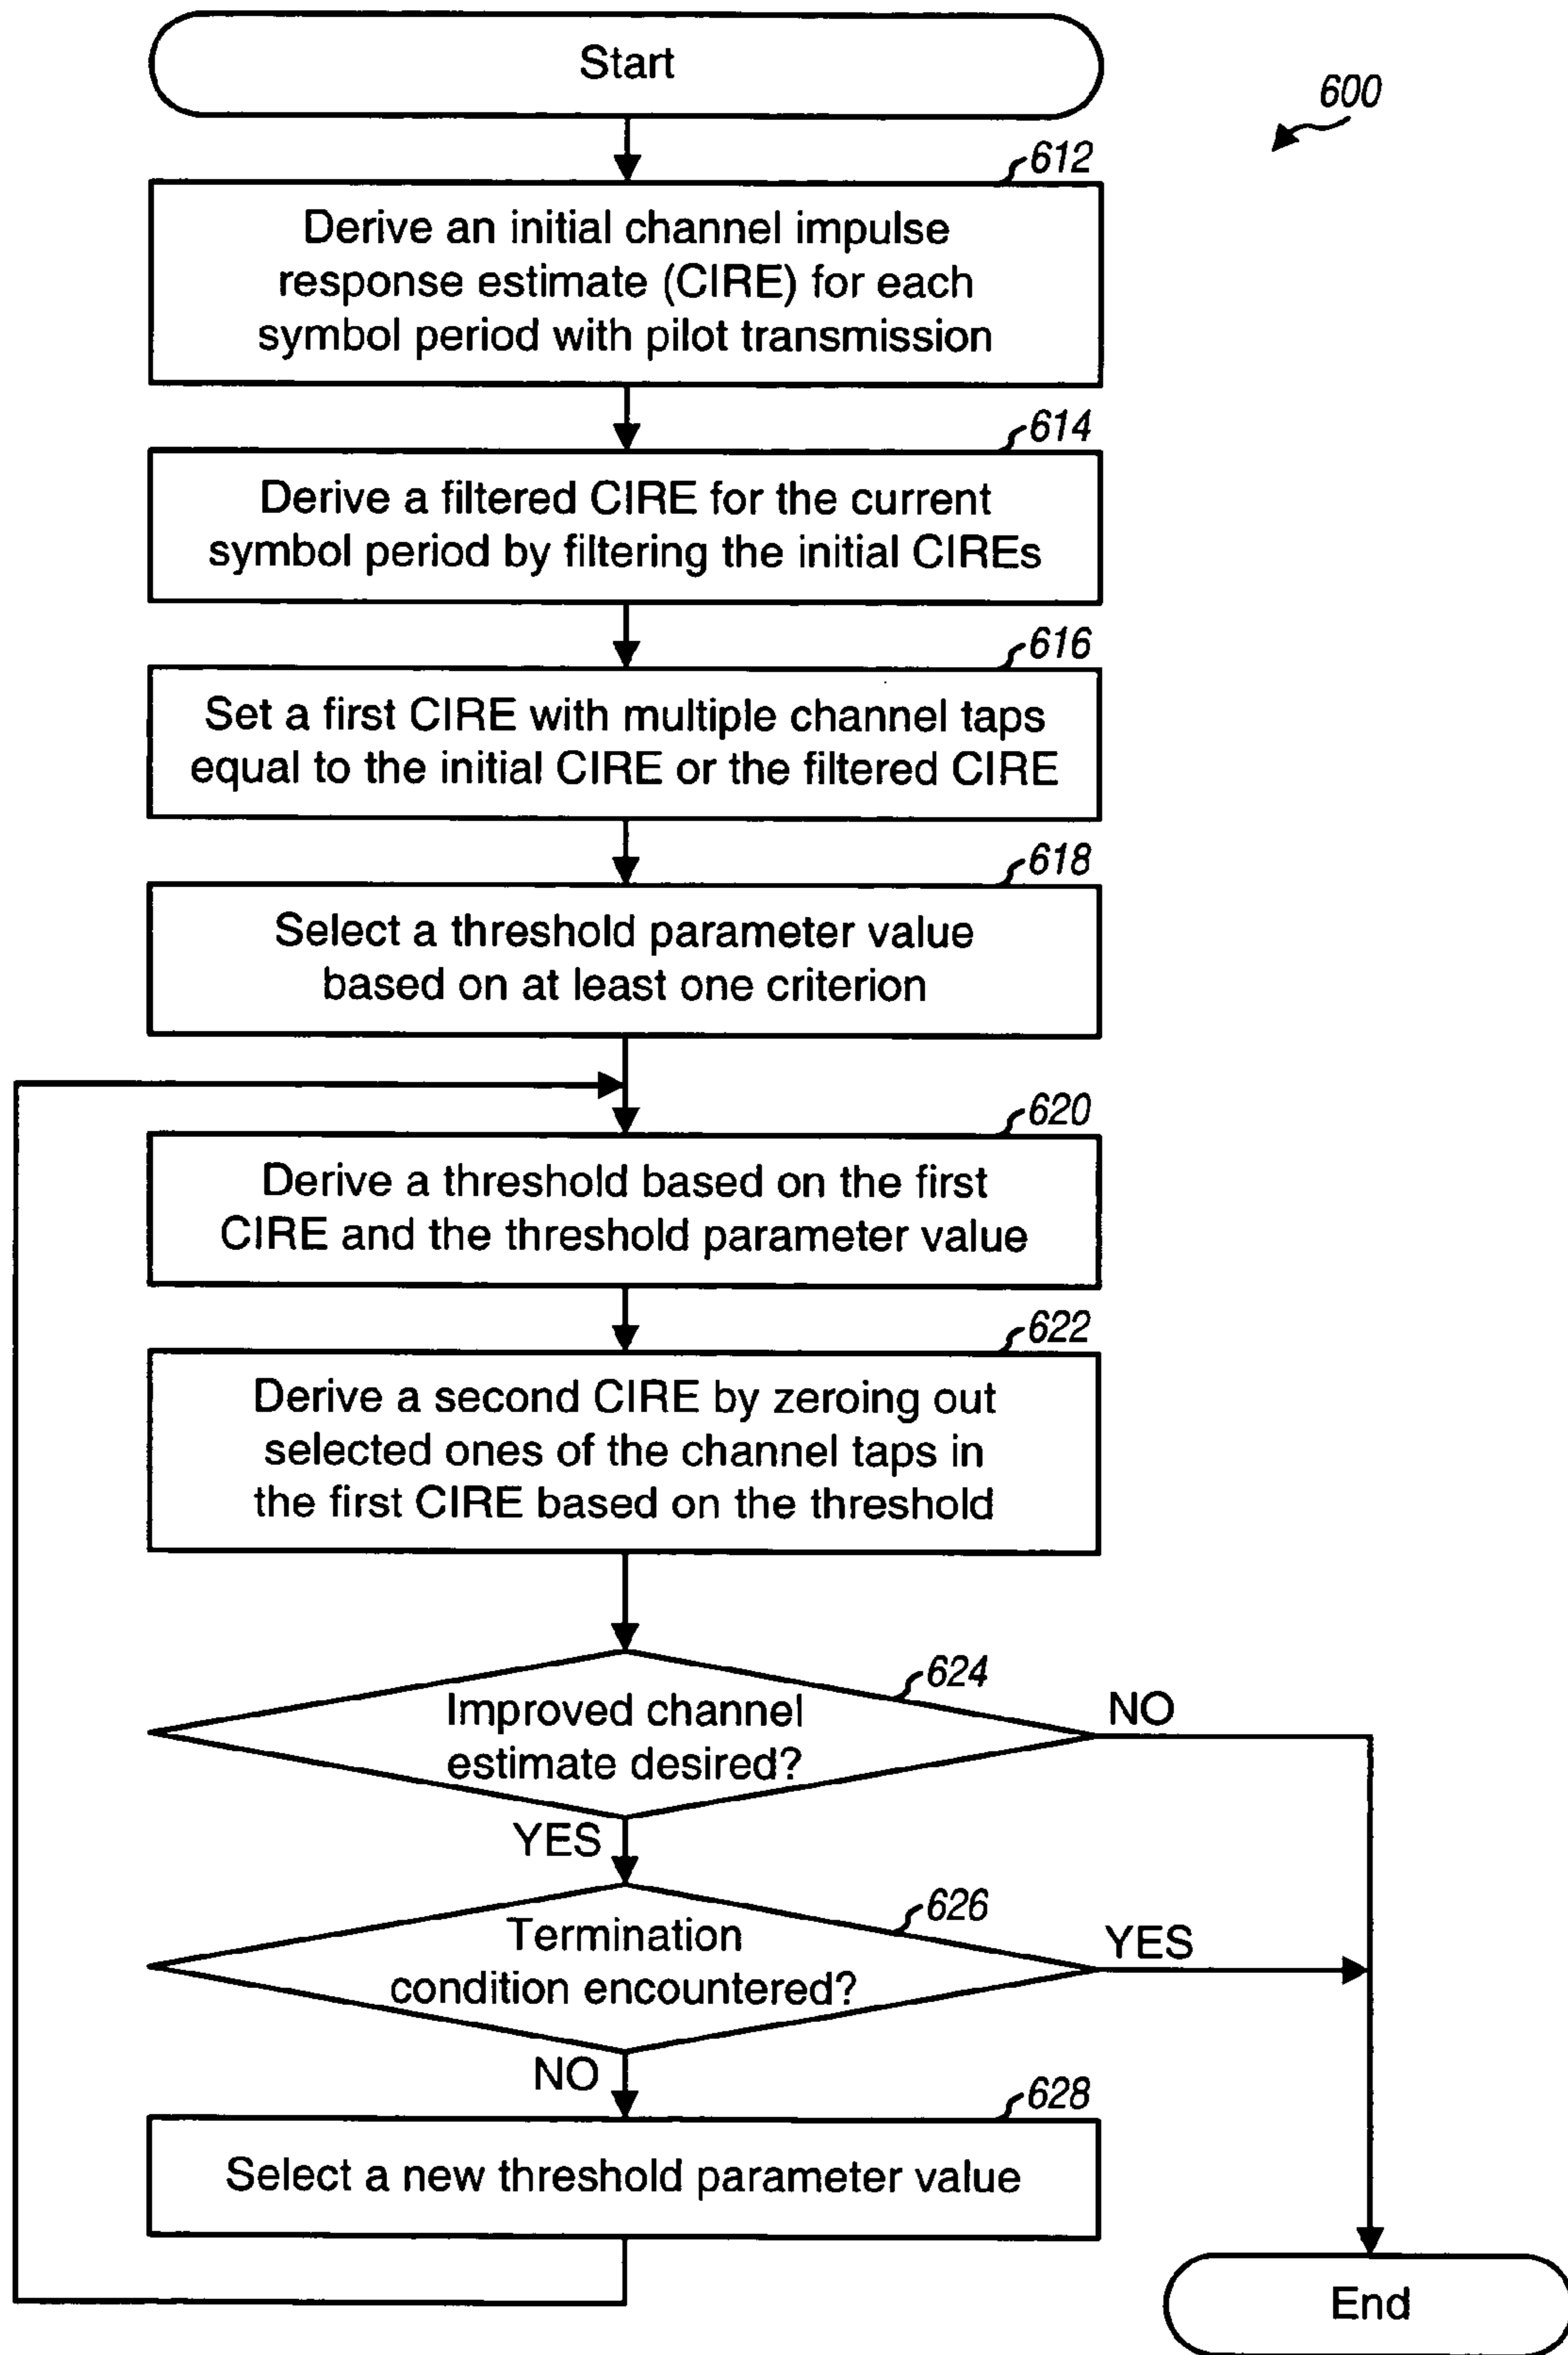 Start
600
612
Derive an initial channel impulse
response estimate (CIRE) for each
symbol period with pilot transmission
614
Derive a filtered CIRE for the current
symbol period by filtering the initial CIREs
616
Set a first CIRE with multiple channel taps
equal to the initial CIRE or the filtered CIRE
618
Select a threshold parameter value
based on at least one criterion
620
Derive a threshold based on the first
CIRE and the threshold parameter value
622
Derive a second CIRE by zeroing out
selected ones of the channel taps in
the first CIRE based on the threshold
624
Improved channel
estimate desired?
NO
YES
626
Termination
condition encountered?
YES
NO
628
Select a new threshold parameter value
End